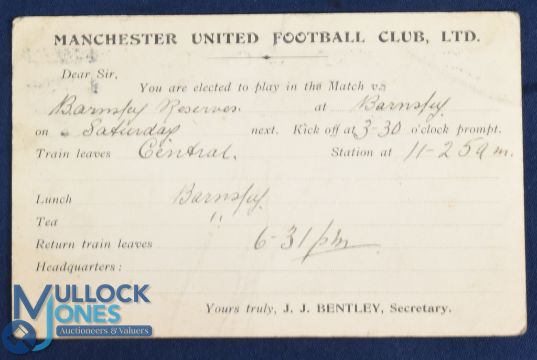 MANCHESTER UNITED FOOTBALL CLUB, LTD.
Dear Sir,
You are elected to play in the Match vs
Barnsley Reserves at Barnsley
on Saturday next. Kick off at 3-30 o'clock prompt.
Train leaves Central. Station at 11-25 a m.
Lunch Barnsley
Tea "
Return train leaves 6-31 pm
Headquarters:
Yours truly, J. J. BENTLEY, Secretary.
MULLOCK
JONES
Auctioneers & Valuers